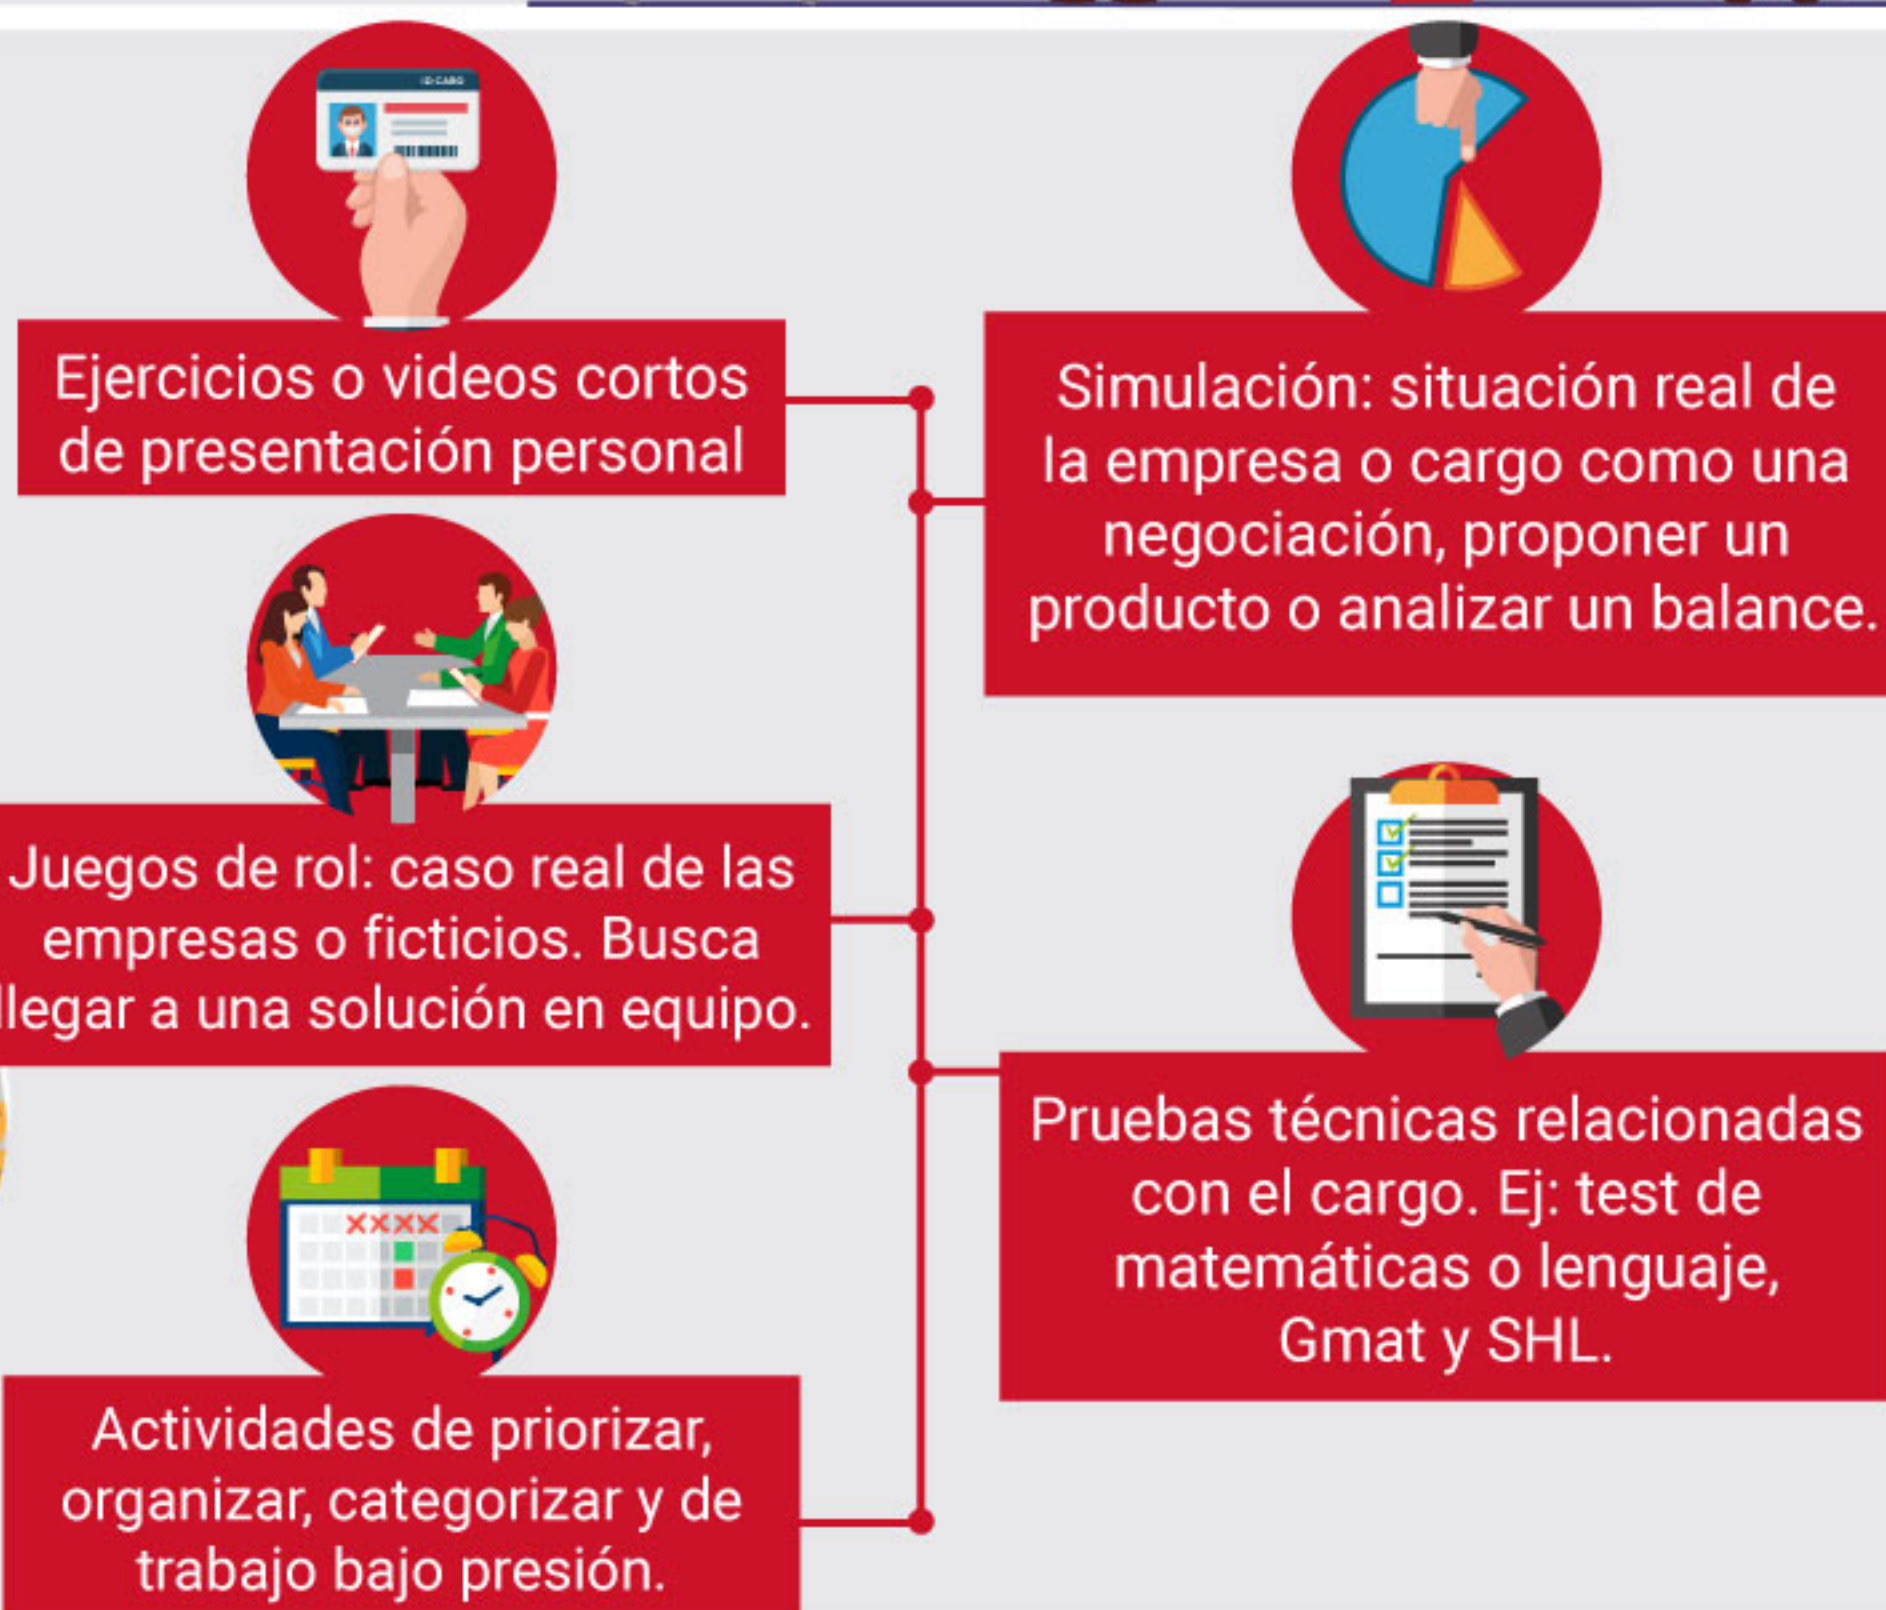 ID CARD
Ejercicios o videos cortos
de presentación personal
Simulación: situación real de
la empresa o cargo como una
negociación, proponer un
producto o analizar un balance.
Juegos de rol: caso real de las
empresas o ficticios. Busca
llegar a una solución en equipo.
Pruebas técnicas relacionadas
con el cargo. Ej: test de
matemáticas o lenguaje,
Gmat y SHL.
Actividades de priorizar,
organizar, categorizar y de
trabajo bajo presión.